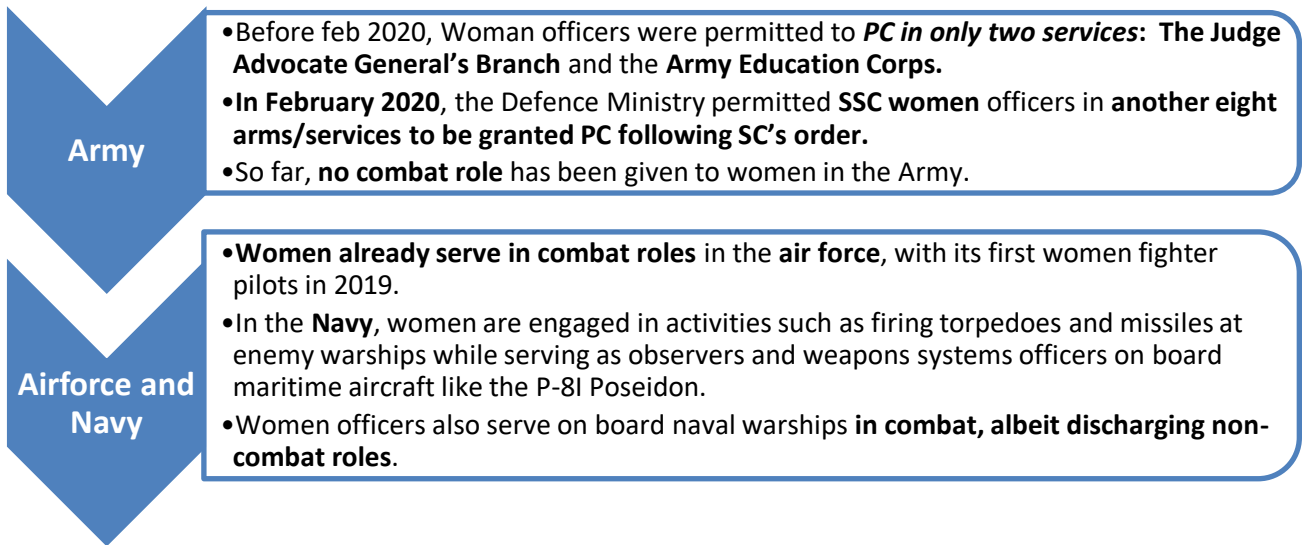 Army
•Before feb 2020, Woman officers were permitted to PC in only two services: The Judge
Advocate General's Branch and the Army Education Corps.
•In February 2020, the Defence Ministry permitted SSC women officers in another eight
arms/services to be granted PC following SC's order.
•So far, no combat role has been given to women in the Army.
Airforce and
Navy
•Women already serve in combat roles in the air force, with its first women fighter
pilots in 2019.
•In the Navy, women are engaged in activities such as firing torpedoes and missiles at
enemy warships while serving as observers and weapons systems officers on board
maritime aircraft like the P-8I Poseidon.
•Women officers also serve on board naval warships in combat, albeit discharging non-
combat roles.